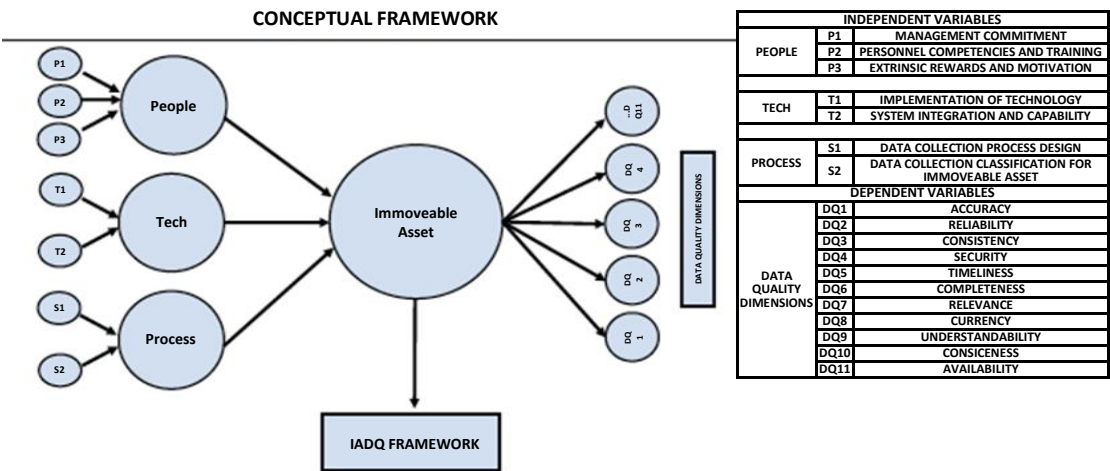 CONCEPTUAL FRAMEWORK
P1
P2
P3
People
T1
T2
Tech
S1
S2
Process
Immoveable
Asset
IADQ FRAMEWORK
..D
Q11
DQ
4
DQ
3
DQ
2
DQ
1
DATA QUALITY DIMENSIONS
INDEPENDENT VARIABLES
PEOPLE
P1 MANAGEMENT COMMITMENT
P2 PERSONNEL COMPETENCIES AND TRAINING
P3 EXTRINSIC REWARDS AND MOTIVATION
TECH
T1 IMPLEMENTATION OF TECHNOLOGY
T2 SYSTEM INTEGRATION AND CAPABILITY
PROCESS
S1 DATA COLLECTION PROCESS DESIGN
S2 DATA COLLECTION CLASSIFICATION FOR
IMMOVEABLE ASSET
DEPENDENT VARIABLES
DATA
QUALITY
DIMENSIONS
DQ1 ACCURACY
DQ2 RELIABILITY
DQ3 CONSISTENCY
DQ4 SECURITY
DQ5 TIMELINESS
DQ6 COMPLETENESS
DQ7 RELEVANCE
DQ8 CURRENCY
DQ9 UNDERSTANDABILITY
DQ10 CONSICENESS
DQ11 AVAILABILITY